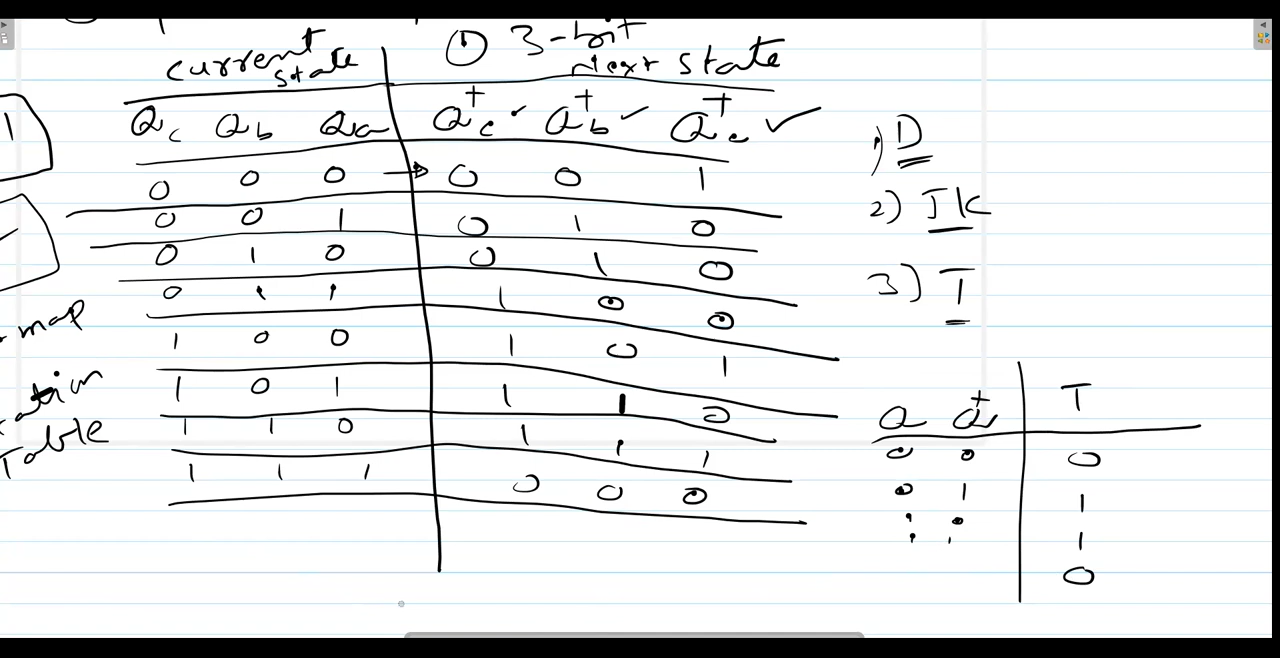 ① 3-bit
current state next state
Qc Qb Qa Qc⁺ ✓ Qb⁺ ✓ Qa⁺ ✓
0 0 0 → 0 0 1
0 0 1 0 1 0
0 1 0 0 1 0
0 1 1 1 0 0
1 0 0 1 0 1
1 0 1 1 1 0
1 1 0 1 1 1
1 1 1 0 0 0
1
map
Table
1) D
2) JK
3) T
Q Q⁺ T
0 0 0
0 1 1
1 0 1
1 1 0